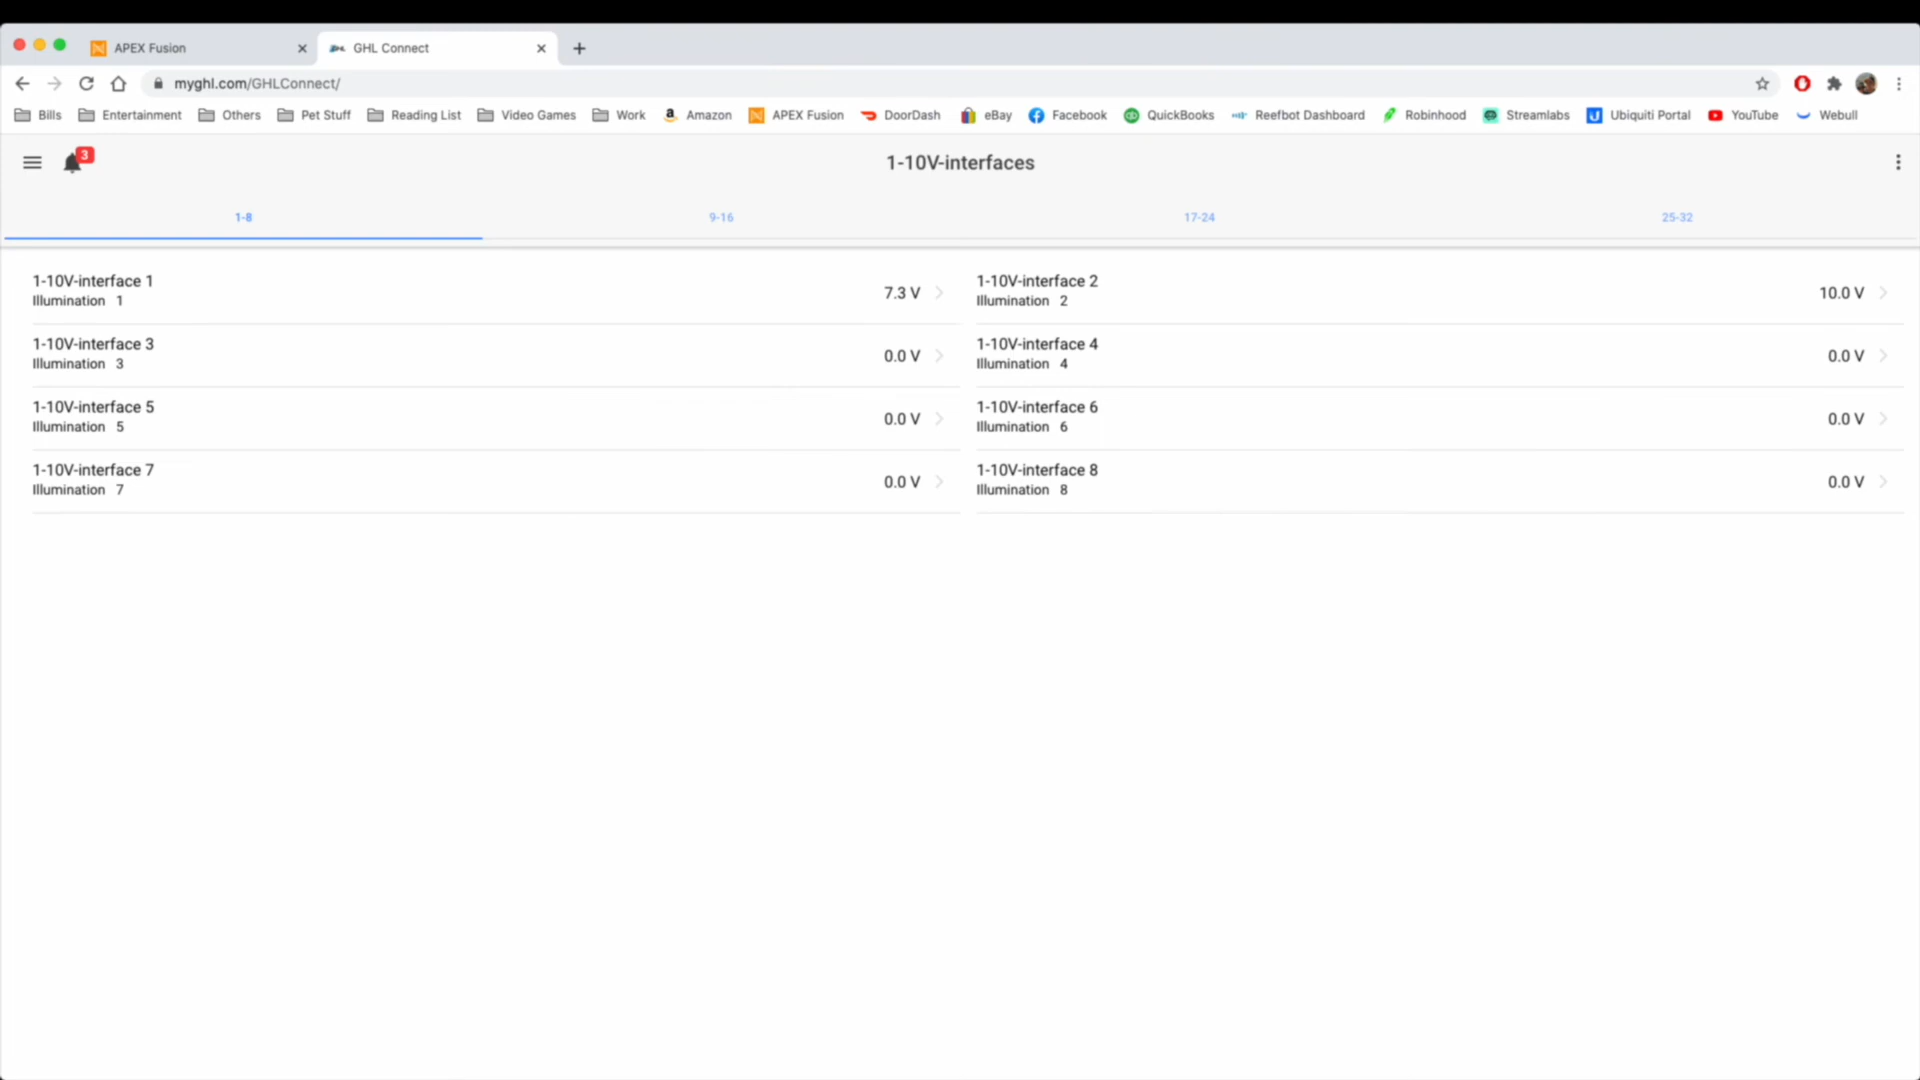 APEX Fusion
GHL Connect
myghl.com/GHLConnect/
Bills Entertainment Others Pet Stuff Reading List Video Games Work Amazon APEX Fusion DoorDash eBay Facebook QuickBooks Reefbot Dashboard Robinhood Streamlabs Ubiquiti Portal YouTube Webull
3
1-10V-interfaces
1-8 9-16 17-24 25-32
1-10V-interface 1
Illumination 1
7.3 V
1-10V-interface 2
Illumination 2
10.0 V
1-10V-interface 3
Illumination 3
0.0 V
1-10V-interface 4
Illumination 4
0.0 V
1-10V-interface 5
Illumination 5
0.0 V
1-10V-interface 6
Illumination 6
0.0 V
1-10V-interface 7
Illumination 7
0.0 V
1-10V-interface 8
Illumination 8
0.0 V